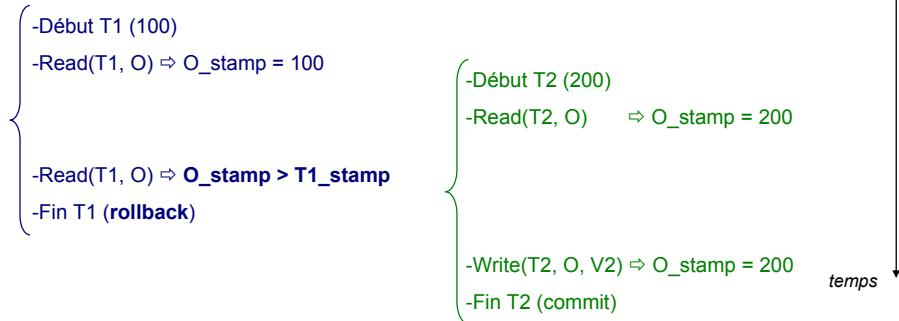 -Début T1 (100)
-Read(T1, O) ⇨ O_stamp = 100
-Début T2 (200)
-Read(T2, O) ⇨ O_stamp = 200
-Read(T1, O) ⇨ O_stamp > T1_stamp
-Fin T1 (rollback)
-Write(T2, O, V2) ⇨ O_stamp = 200
temps
-Fin T2 (commit)